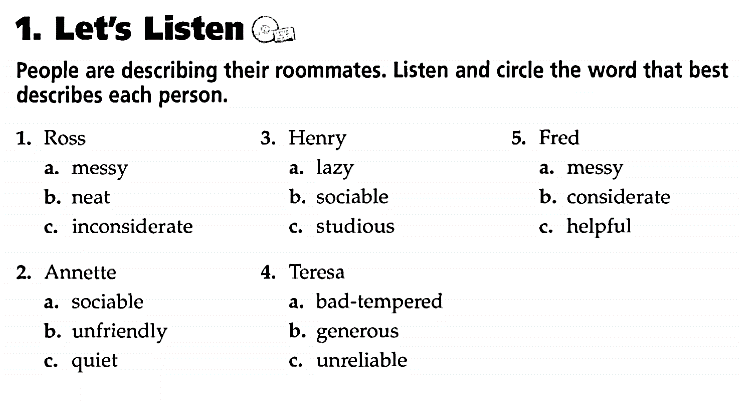 1. Let's Listen
People are describing their roommates. Listen and circle the word that best
describes each person.
1. Ross
a. messy
b. neat
c. inconsiderate
2. Annette
a. sociable
b. unfriendly
c. quiet
3. Henry
a. lazy
b. sociable
c. studious
4. Teresa
a. bad-tempered
b. generous
c. unreliable
5. Fred
a. messy
b. considerate
c. helpful